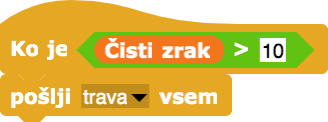 Ko je Čisti zrak > 10
pošlji trava vsem